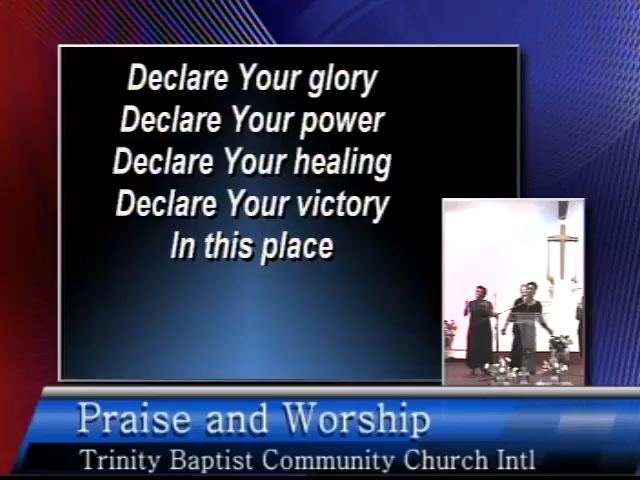 Declare Your glory
Declare Your power
Declare Your healing
Declare Your victory
In this place
Praise and Worship
Trinity Baptist Community Church Intl